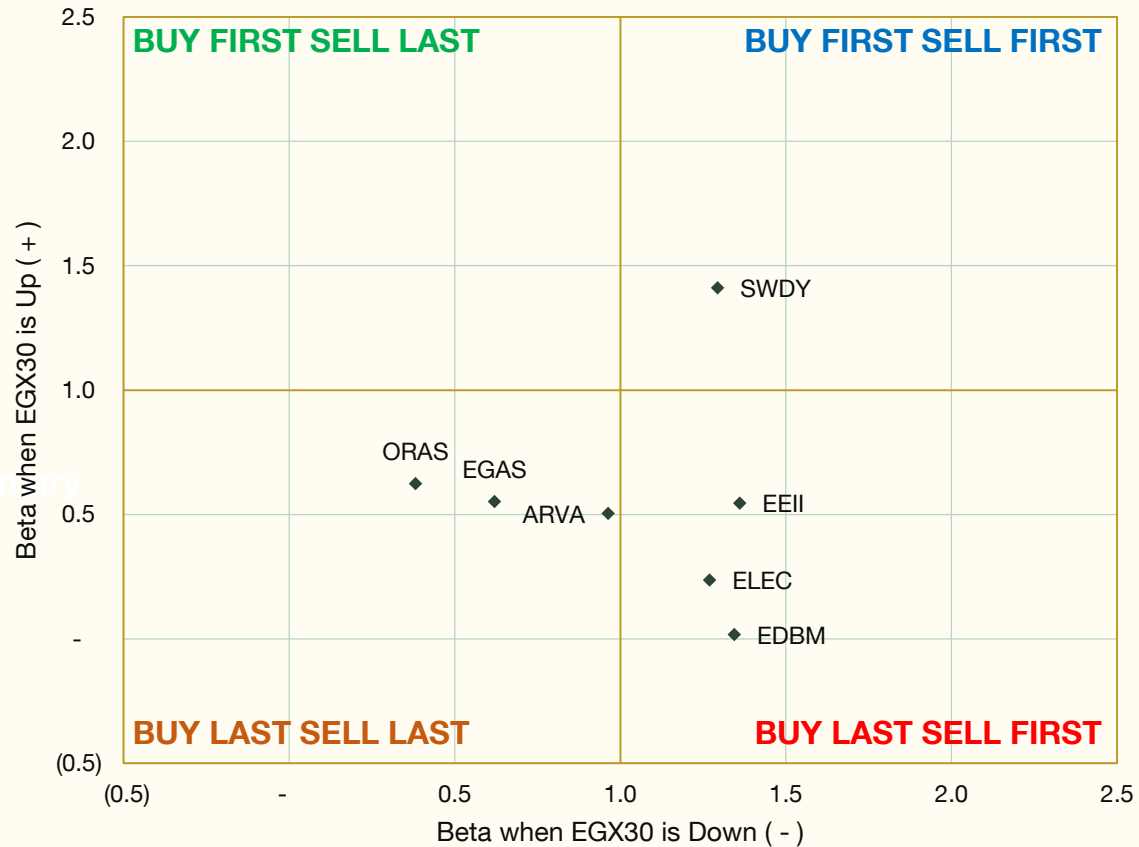 2.5
BUY FIRST SELL LAST
BUY FIRST SELL FIRST
2.0
1.5
SWDY
1.0
ORAS
EGAS
ARVA
EEII
0.5
ELEC
-
EDBM
BUY LAST SELL LAST
BUY LAST SELL FIRST
(0.5)
(0.5)
-
0.5
1.0
1.5
2.0
2.5
Beta when EGX30 is Down ( - )
Beta when EGX30 is Up ( + )